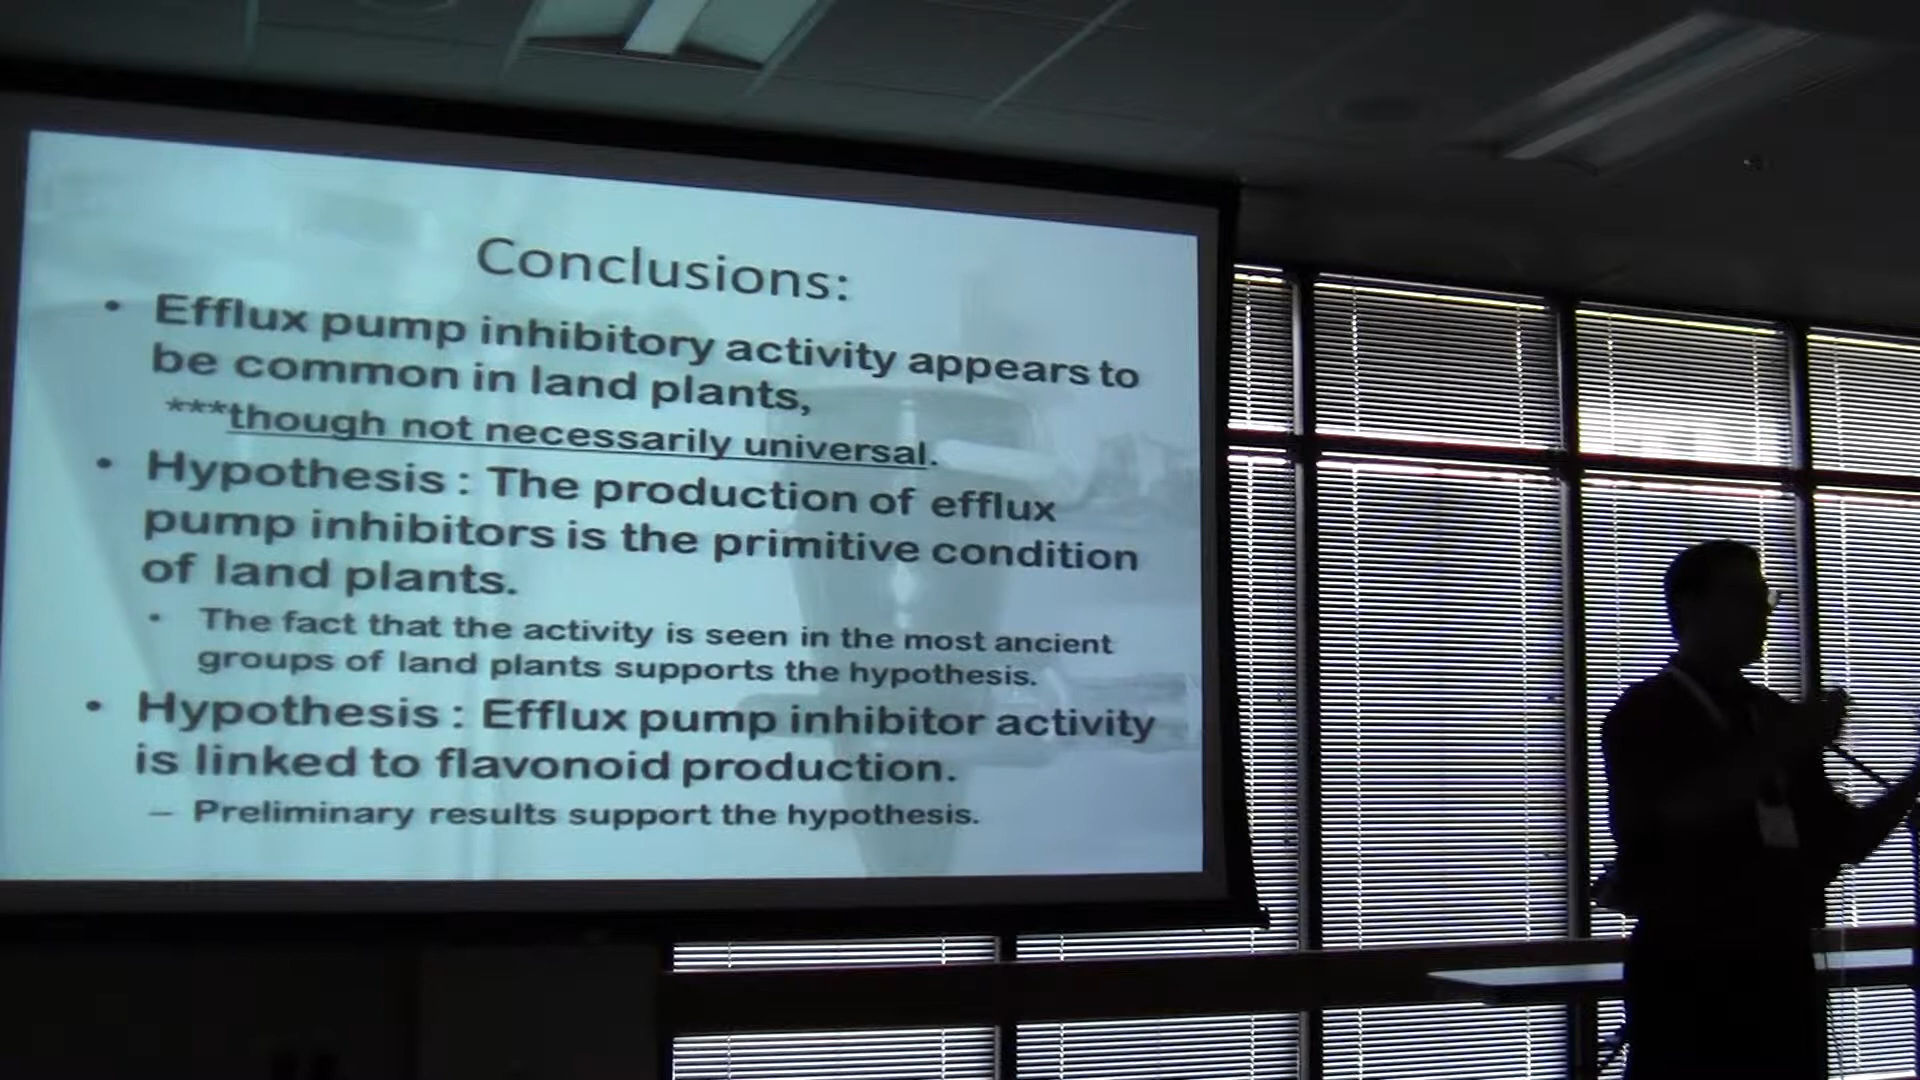 Conclusions:
• Efflux pump inhibitory activity appears to
be common in land plants,
***though not necessarily universal.
• Hypothesis : The production of efflux
pump inhibitors is the primitive condition
of land plants.
• The fact that the activity is seen in the most ancient
groups of land plants supports the hypothesis.
• Hypothesis : Efflux pump inhibitor activity
is linked to flavonoid production.
– Preliminary results support the hypothesis.